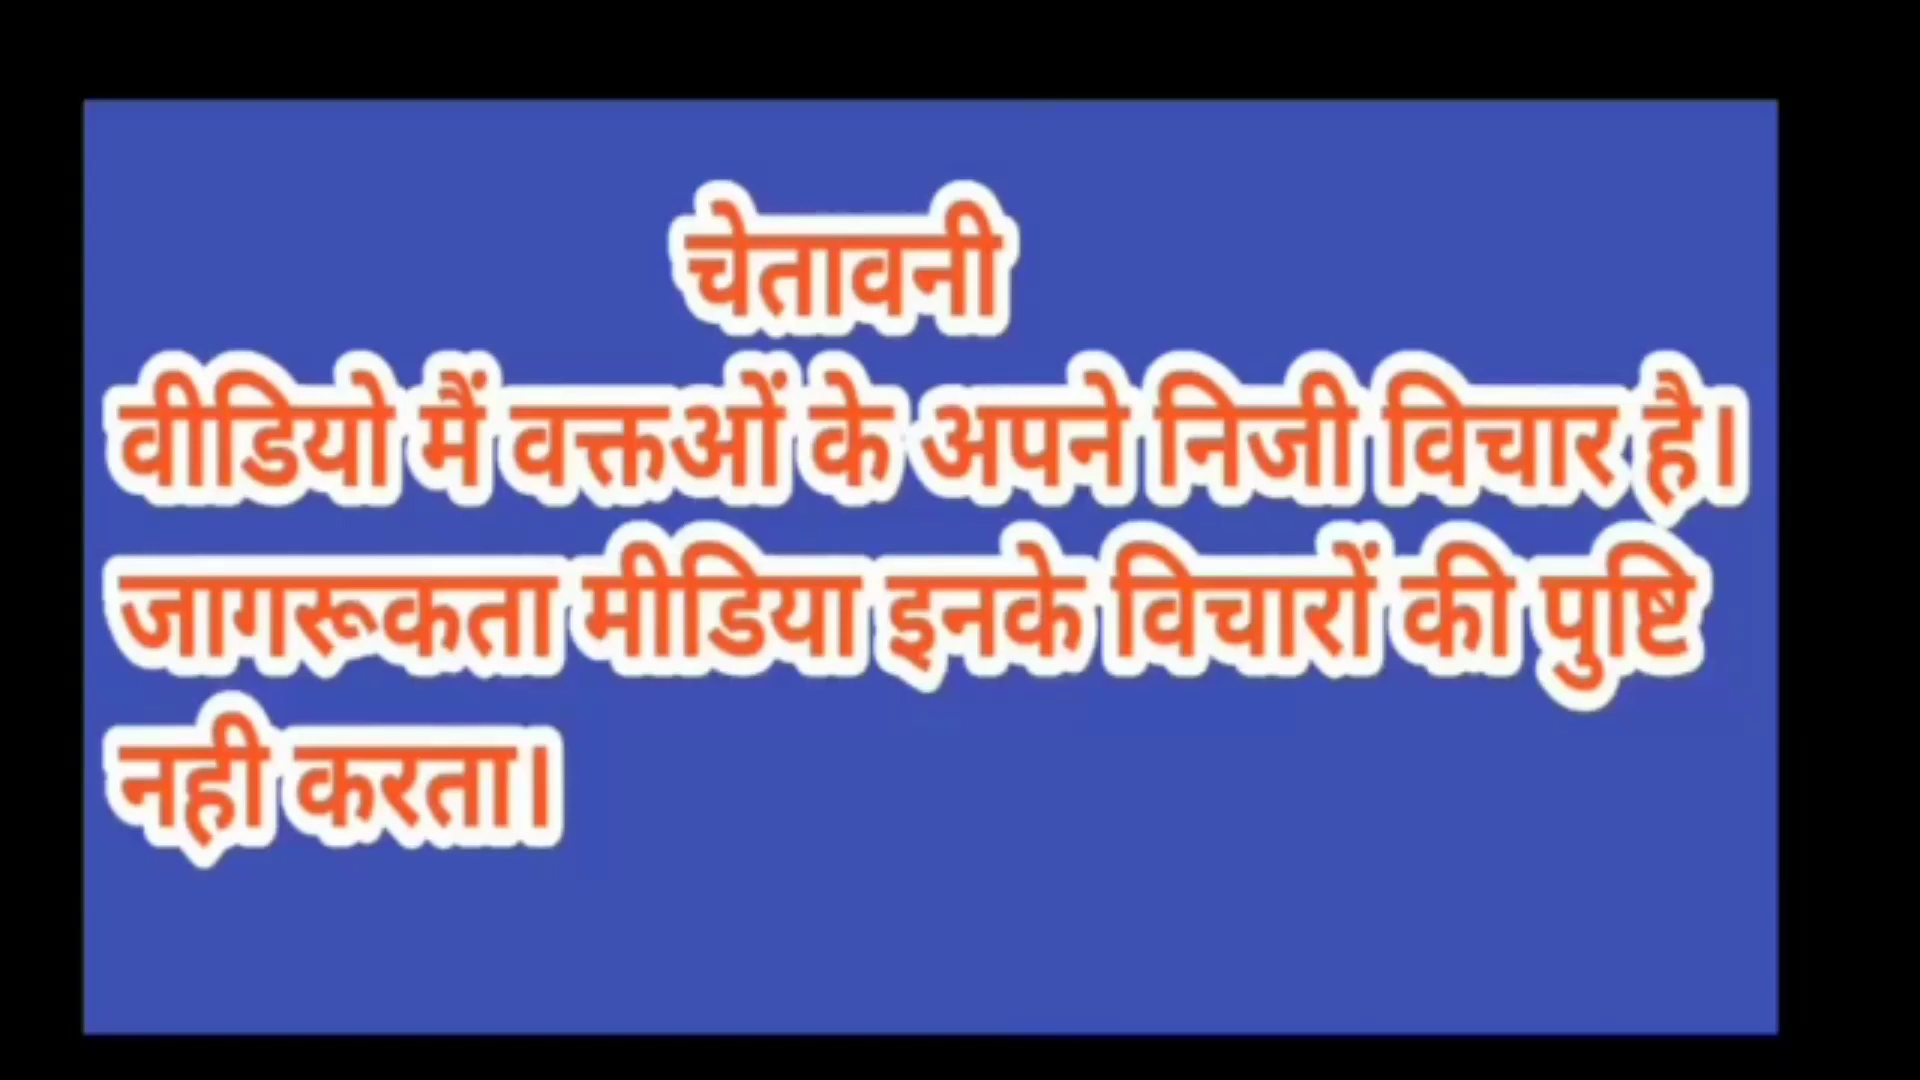 चेतावनी
वीडियो मैं वक्तओं के अपने निजी विचार है।
जागरूकता मीडिया इनके विचारों की पुष्टि
नही करता।